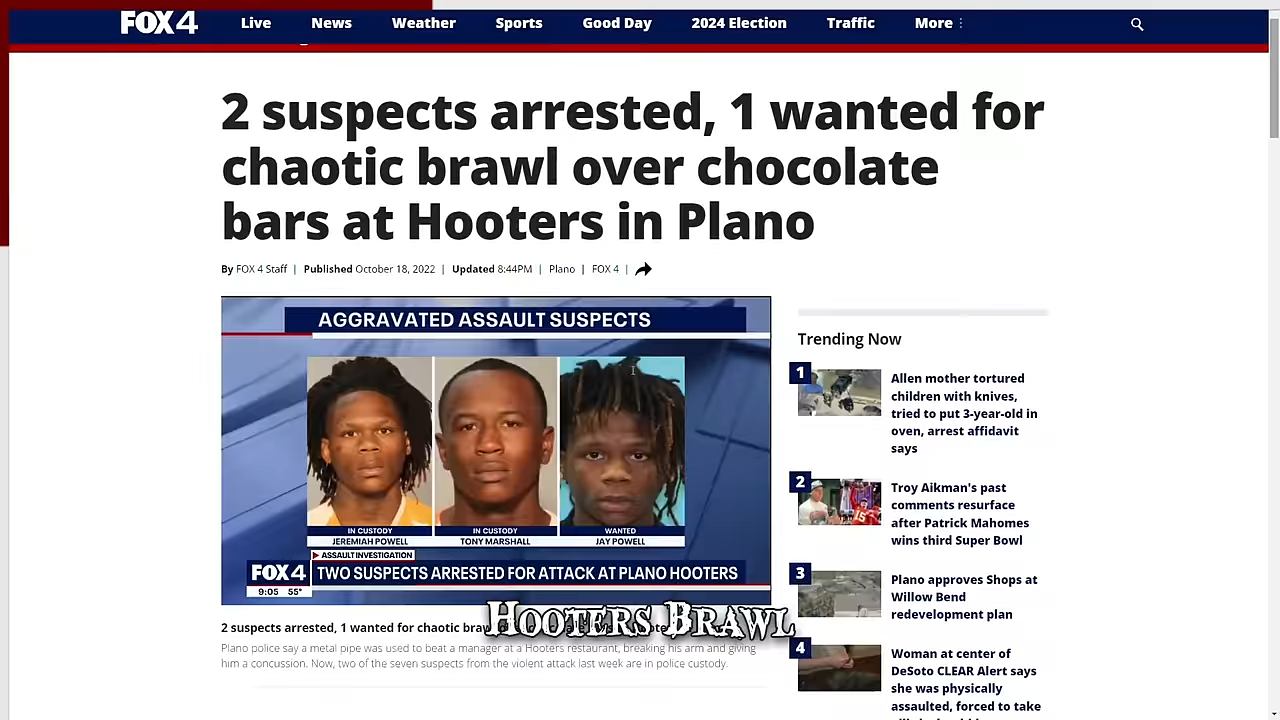 FOX 4 Live News Weather Sports Good Day 2024 Election Traffic More
2 suspects arrested, 1 wanted for
chaotic brawl over chocolate
bars at Hooters in Plano
By FOX 4 Staff | Published October 18, 2022 | Updated 8:44PM | Plano | FOX 4 |
AGGRAVATED ASSAULT SUSPECTS
IN CUSTODY IN CUSTODY WANTED
JEREMIAH POWELL TONY MARSHALL JAY POWELL
ASSAULT INVESTIGATION
FOX 4 TWO SUSPECTS ARRESTED FOR ATTACK AT PLANO HOOTERS
9:05 55°
HOOTERS BRAWL
2 suspects arrested, 1 wanted for chaotic
Plano police say a metal pipe was used to beat a manager at a Hooters restaurant, breaking his arm and giving
him a concussion. Now, two of the seven suspects from the violent attack last week are in police custody.
Trending Now
1
Allen mother tortured
children with knives,
tried to put 3-year-old in
oven, arrest affidavit
says
2
Troy Aikman's past
comments resurface
after Patrick Mahomes
wins third Super Bowl
3
Plano approves Shops at
Willow Bend
redevelopment plan
4
Woman at center of
DeSoto CLEAR Alert says
she was physically
assaulted, forced to take